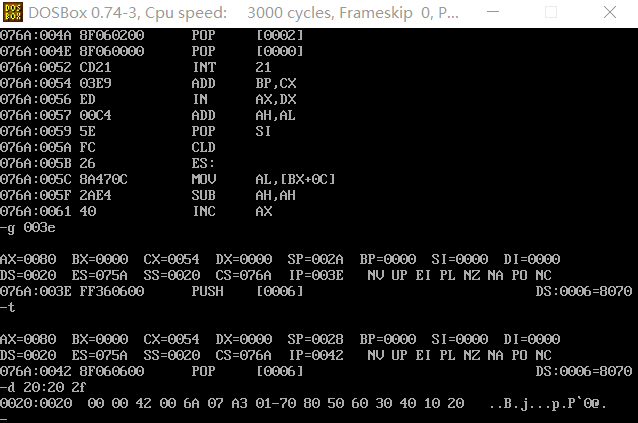 DOSBox 0.74-3, Cpu speed:    3000 cycles, Frameskip  0, P...
076A:004A 8F060200      POP     [0002]
076A:004E 8F060000      POP     [0000]
076A:0052 CD21          INT     21
076A:0054 03E9          ADD     BP,CX
076A:0056 ED            IN      AX,DX
076A:0057 00C4          ADD     AH,AL
076A:0059 5E            POP     SI
076A:005A FC            CLD
076A:005B 26            ES:
076A:005C 8A470C        MOV     AL,[BX+0C]
076A:005F 2AE4          SUB     AH,AH
076A:0061 40            INC     AX
-g 003e
AX=0080  BX=0000  CX=0054  DX=0000  SP=002A  BP=0000  SI=0000  DI=0000
DS=0020  ES=075A  SS=0020  CS=076A  IP=003E   NV UP EI PL NZ NA PO NC
076A:003E FF360600      PUSH    [0006]                             DS:0006=8070
-t
AX=0080  BX=0000  CX=0054  DX=0000  SP=0028  BP=0000  SI=0000  DI=0000
DS=0020  ES=075A  SS=0020  CS=076A  IP=0042   NV UP EI PL NZ NA PO NC
076A:0042 8F060600      POP     [0006]                             DS:0006=8070
-d 20:20 2f
0020:0020  00 00 42 00 6A 07 A3 01-70 80 50 60 30 40 10 20   ..B.j...p.P`0@.
-